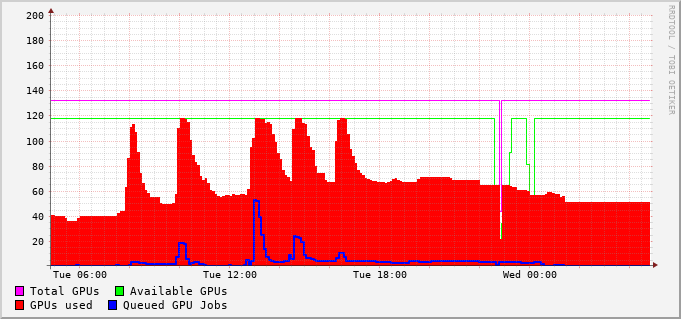 200
180
160
140
120
100
80
60
40
20
Tue 06:00 Tue 12:00 Tue 18:00 Wed 00:00
Total GPUs Available GPUs
GPUs used Queued GPU Jobs
RRDTOOL / TOBI OETIKER